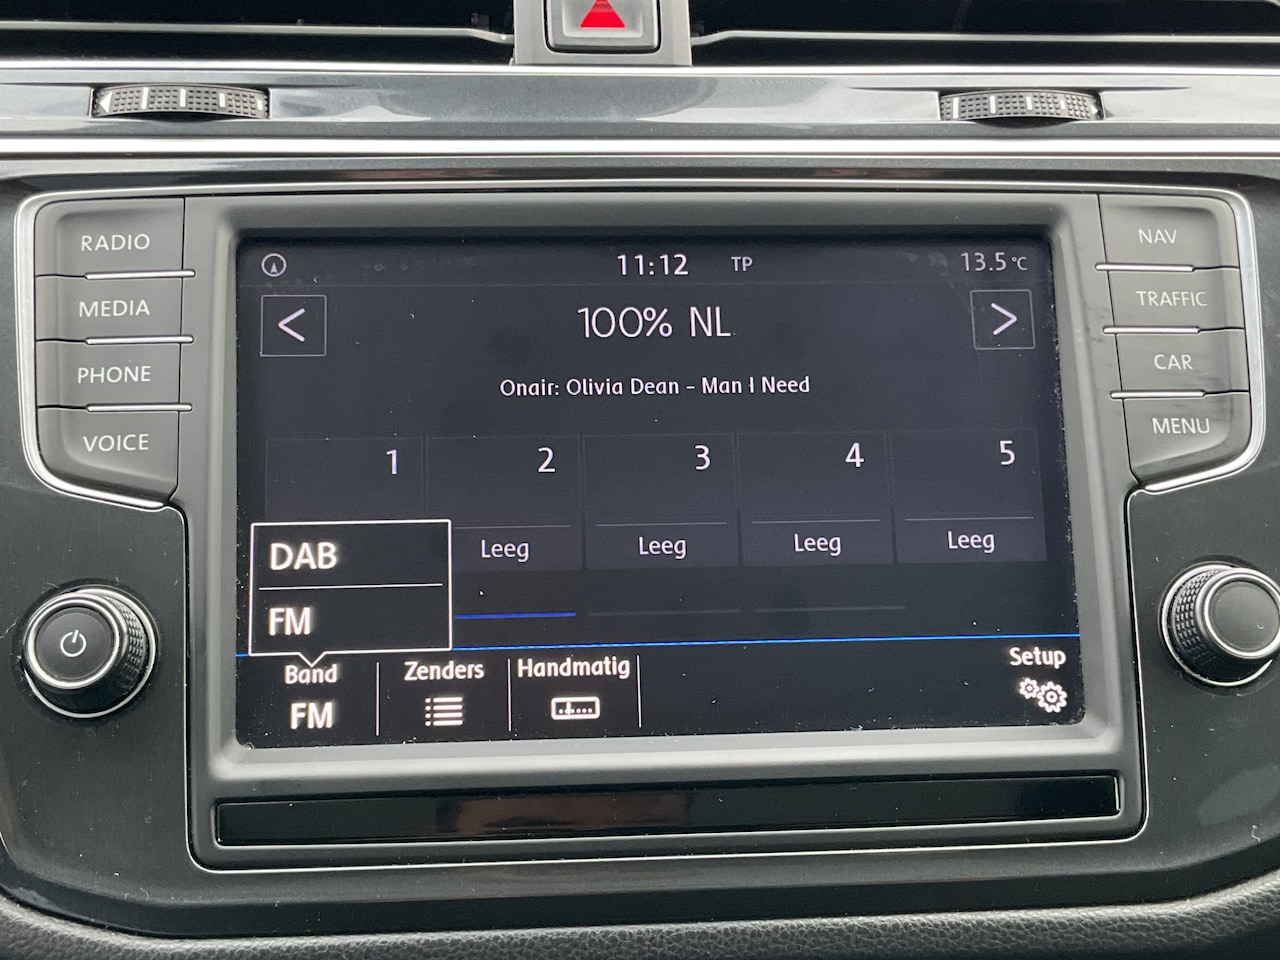 RADIO
MEDIA
PHONE
VOICE
11:12 TP 13.5°C
< 100% NL >
Onair: Olivia Dean - Man I Need
1 2 3 4 5
Leeg Leeg Leeg Leeg
DAB
FM
Band Zenders Handmatig Setup
FM
NAV
TRAFFIC
CAR
MENU